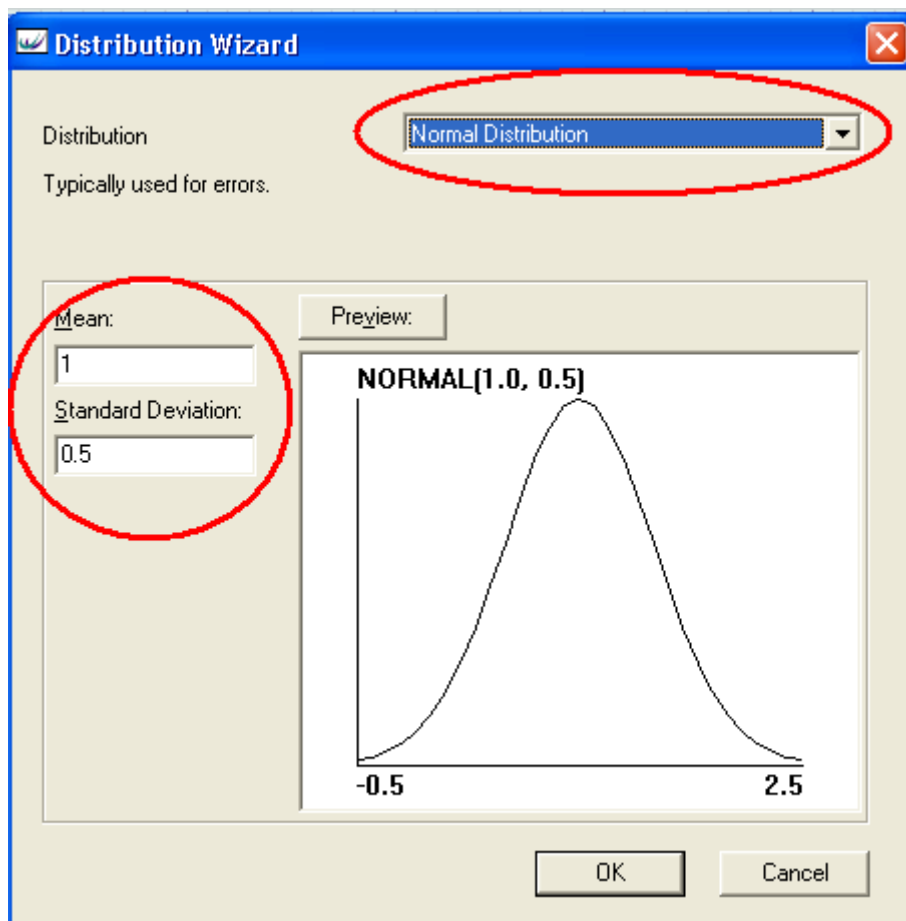 Distribution Wizard
Distribution
Normal Distribution
Typically used for errors.
Mean:
1
Standard Deviation:
0.5
Preview:
NORMAL(1.0, 0.5)
-0.5
2.5
OK
Cancel